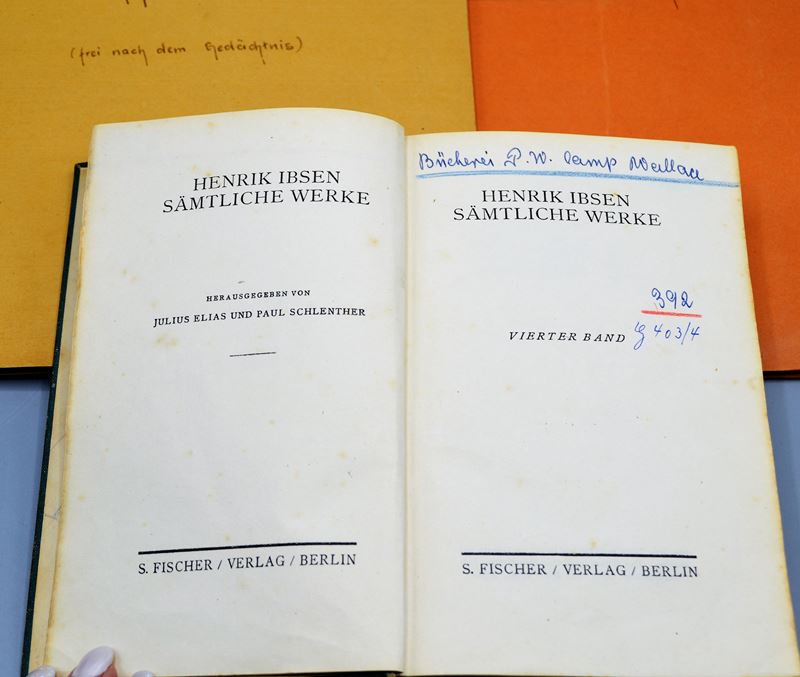 (frei nach dem Gedächtnis)
HENRIK IBSEN
SÄMTLICHE WERKE
HERAUSGEGEBEN VON
JULIUS ELIAS UND PAUL SCHLENTHER
S. FISCHER / VERLAG / BERLIN
Bücherei P.W. Camp
HENRIK IBSEN
SÄMTLICHE WERKE
392
VIERTER BAND
403/4
S. FISCHER / VERLAG / BERLIN